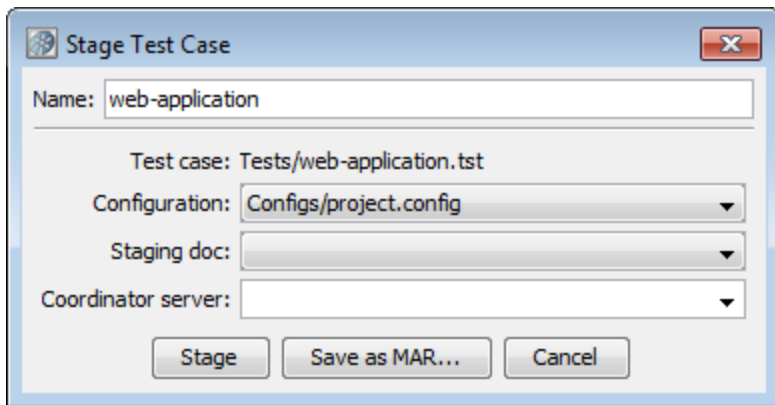 Stage Test Case
Name: web-application
Test case: Tests/web-application.tst
Configuration: Configs/project.config
Staging doc:
Coordinator server:
Stage Save as MAR... Cancel